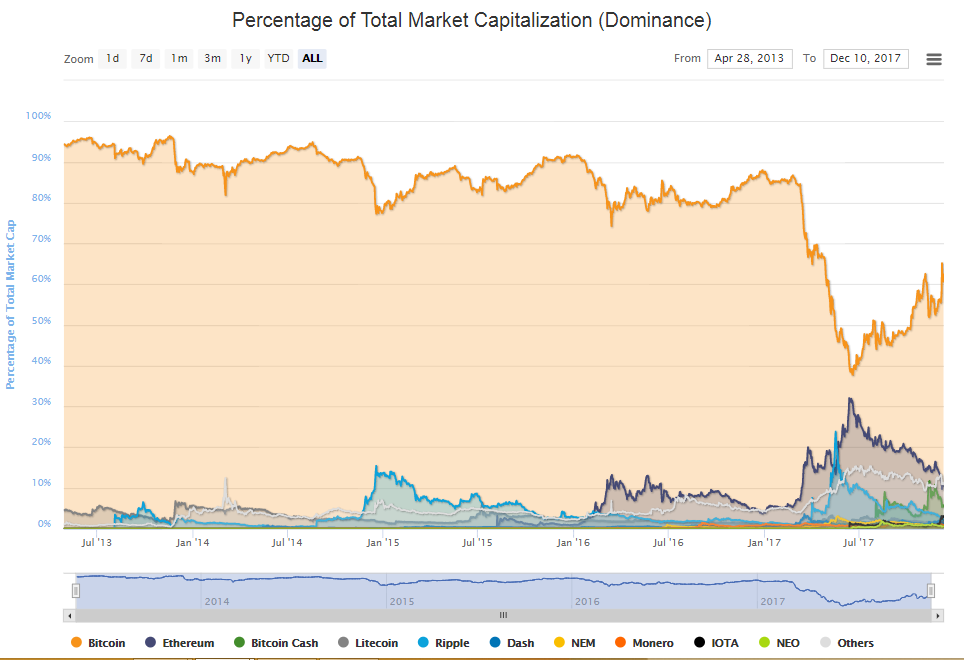 Percentage of Total Market Capitalization (Dominance)
Zoom 1d 7d 1m 3m 1y YTD ALL From Apr 28, 2013 To Dec 10, 2017
Percentage of Total Market Cap
100%
90%
80%
70%
60%
50%
40%
30%
20%
10%
0%
Jul '13 Jan '14 Jul '14 Jan '15 Jul '15 Jan '16 Jul '16 Jan '17 Jul '17
2014 2015 2016 2017
Bitcoin Ethereum Bitcoin Cash Litecoin Ripple Dash NEM Monero IOTA NEO Others